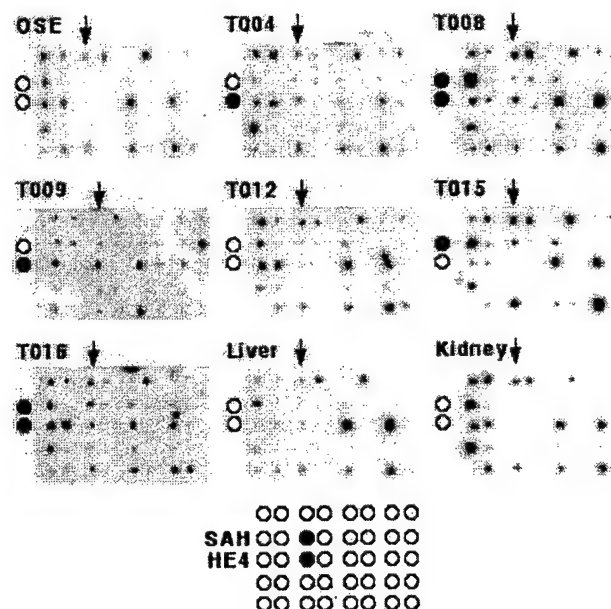 OSE T004 T008
T009 T012 T015
T016 Liver Kidney
SAH
HE4